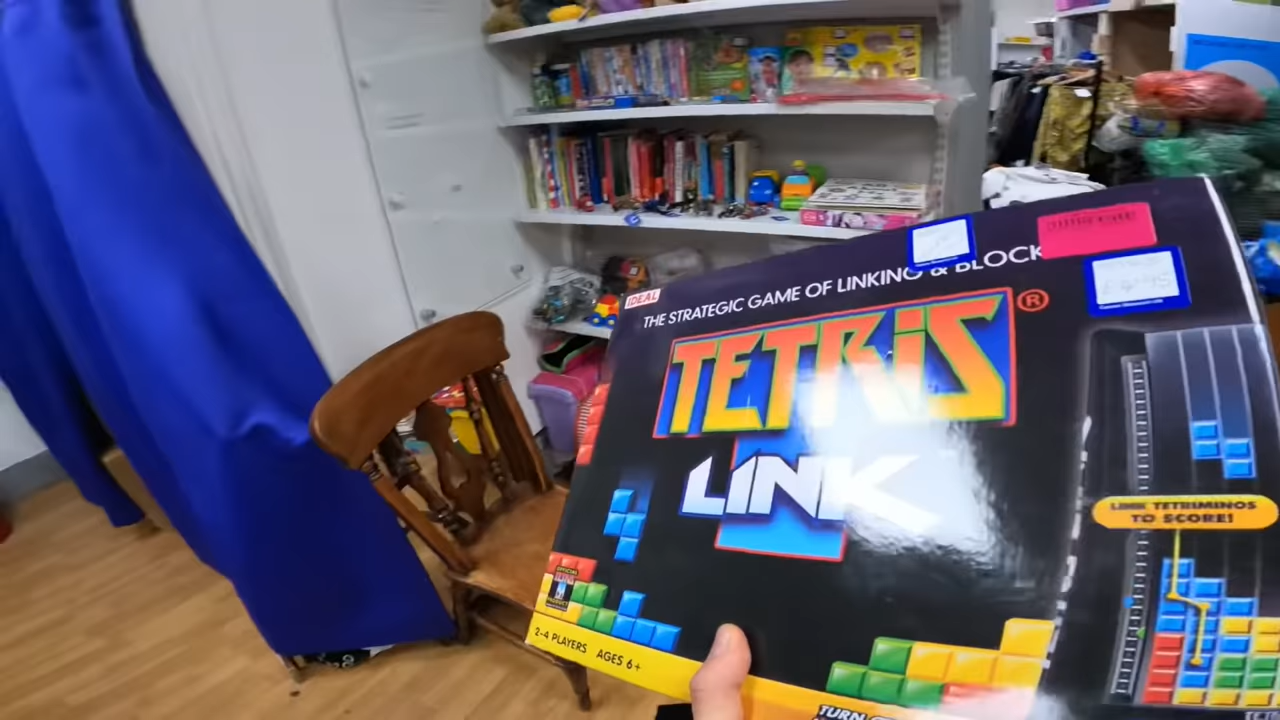 IDEAL
THE STRATEGIC GAME OF LINKING & BLOCK
TETRIS®
LINK
LINK TETRIMINOS
TO SCORE!
2-4 PLAYERS AGES 6+